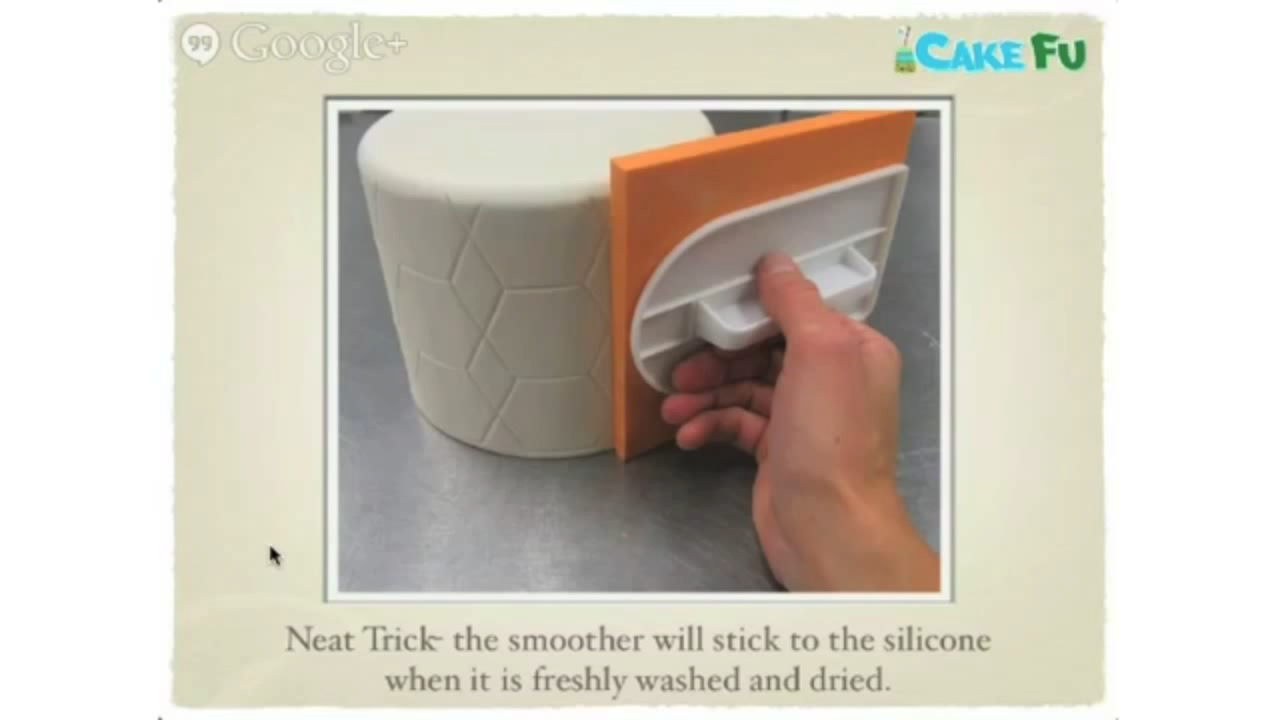 99 Google+
CAKE FU
Neat Trick- the smoother will stick to the silicone
when it is freshly washed and dried.